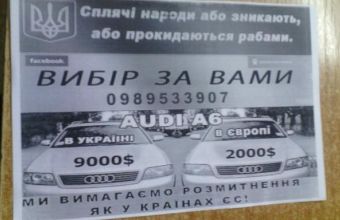 Сплячі народи або зникають,
або прокидаються рабами.
facebook
ВИБІР ЗА ВАМИ
0989533907
AUDI A6
в УКРАЇНІ
в ЄВРОПІ
9000$
2000$
МИ ВИМАГАЄМО РОЗМИТНЕННЯ
ЯК У КРАЇНАХ ЄС!